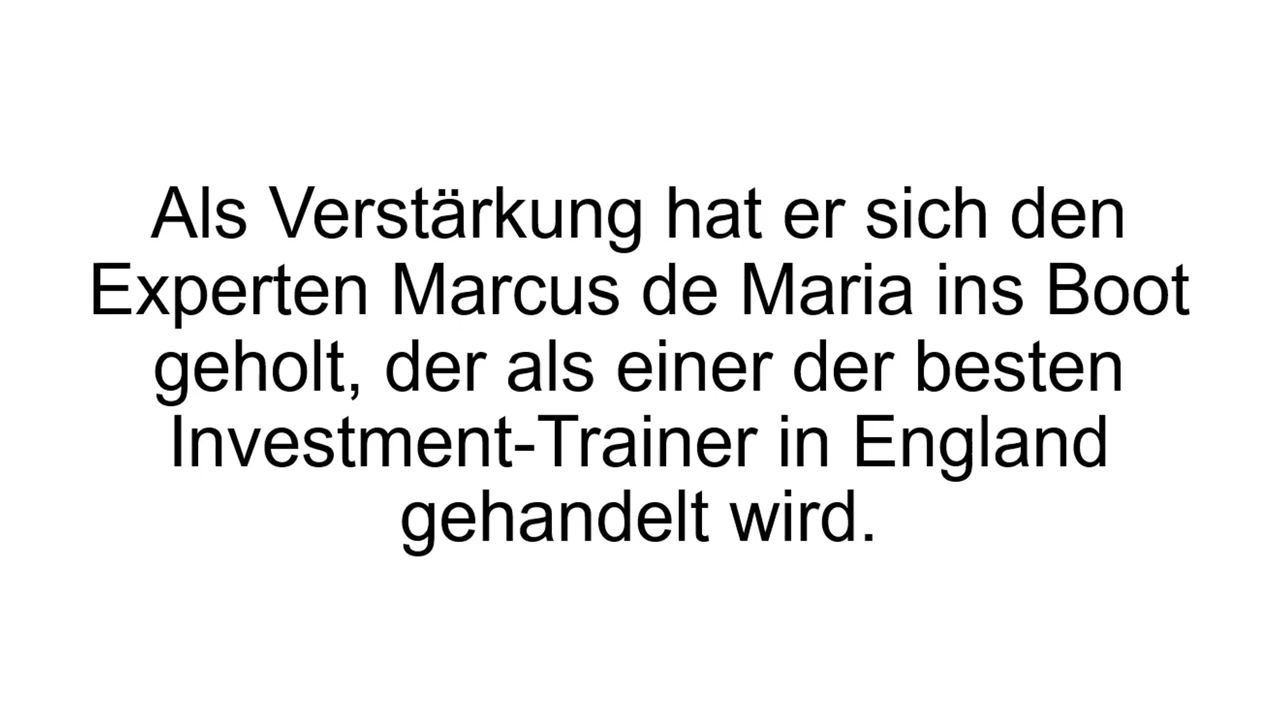 Als Verstärkung hat er sich den
Experten Marcus de Maria ins Boot
geholt, der als einer der besten
Investment-Trainer in England
gehandelt wird.